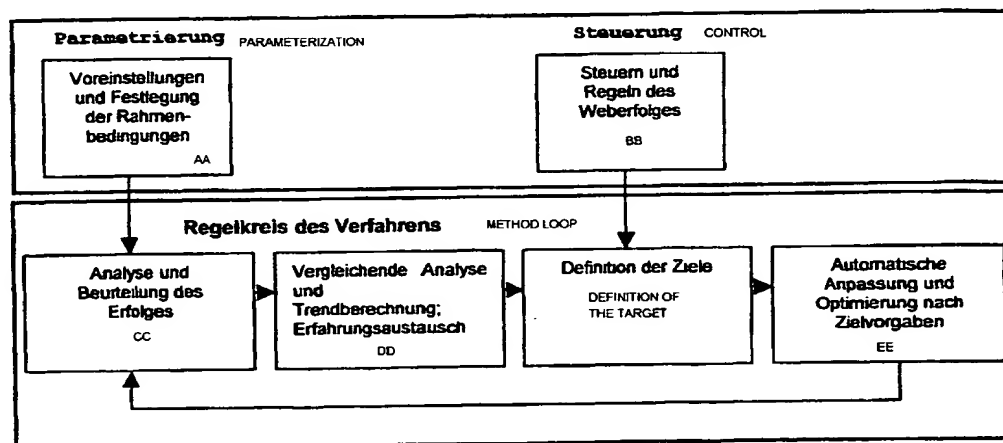 Parametrierung PARAMETERIZATION
Steuerung CONTROL
Voreinstellungen
und Festlegung
der Rahmen-
bedingungen
AA
Steuern und
Regeln des
Weberfolges
BB
Regelkreis des Verfahrens METHOD LOOP
Analyse und
Beurteilung des
Erfolges
CC
Vergleichende Analyse
und
Trendberechnung;
Erfahrungsaustausch
DD
Definition der Ziele
DEFINITION OF
THE TARGET
Automatische
Anpassung und
Optimierung nach
Zielvorgaben
EE